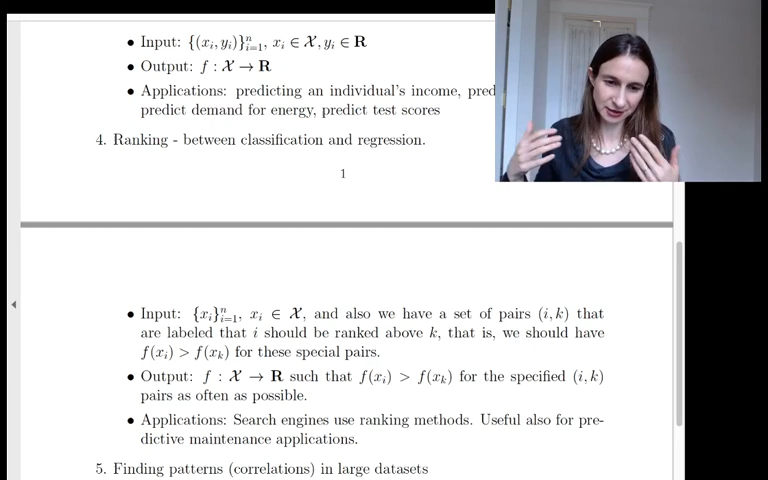 • Input: {(xᵢ, yᵢ)}ⁿᵢ₌₁, xᵢ ∈ 𝒳, yᵢ ∈ R
• Output: f : 𝒳 → R
• Applications: predicting an individual's income, pred
predict demand for energy, predict test scores
4. Ranking - between classification and regression.
1
• Input: {xᵢ}ⁿᵢ₌₁, xᵢ ∈ 𝒳, and also we have a set of pairs (i, k) that
are labeled that i should be ranked above k, that is, we should have
f(xᵢ) > f(xₖ) for these special pairs.
• Output: f : 𝒳 → R such that f(xᵢ) > f(xₖ) for the specified (i, k)
pairs as often as possible.
• Applications: Search engines use ranking methods. Useful also for pre-
dictive maintenance applications.
5. Finding patterns (correlations) in large datasets